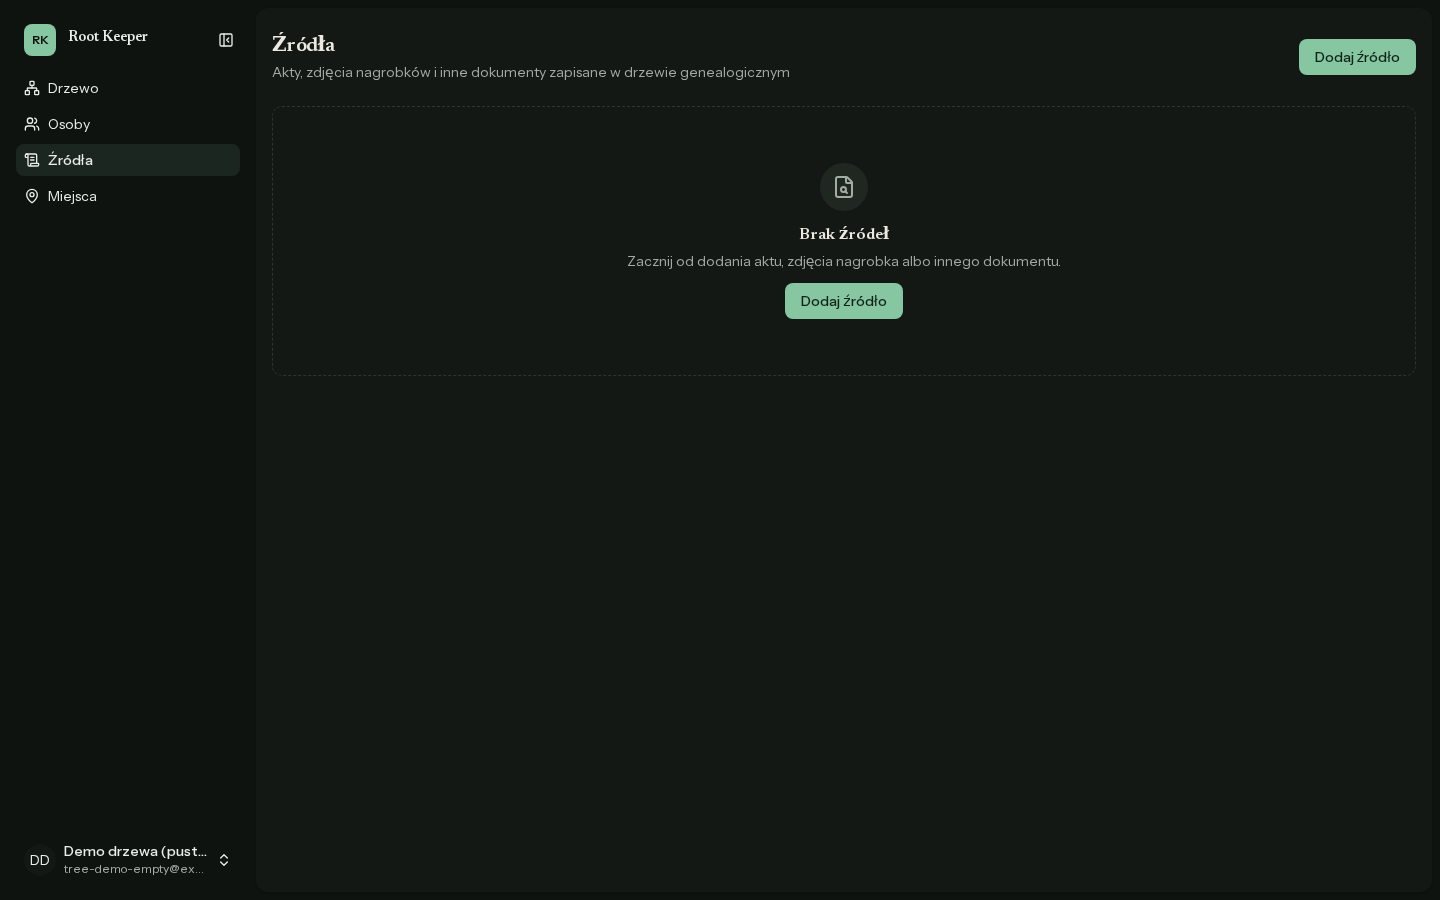 RK
Root Keeper
Drzewo
Osoby
Źródła
Miejsca
Źródła
Akty, zdjęcia nagrobków i inne dokumenty zapisane w drzewie genealogicznym
Dodaj źródło
Brak źródeł
Zacznij od dodania aktu, zdjęcia nagrobka albo innego dokumentu.
Dodaj źródło
DD
Demo drzewa (pust...
tree-demo-empty@ex...